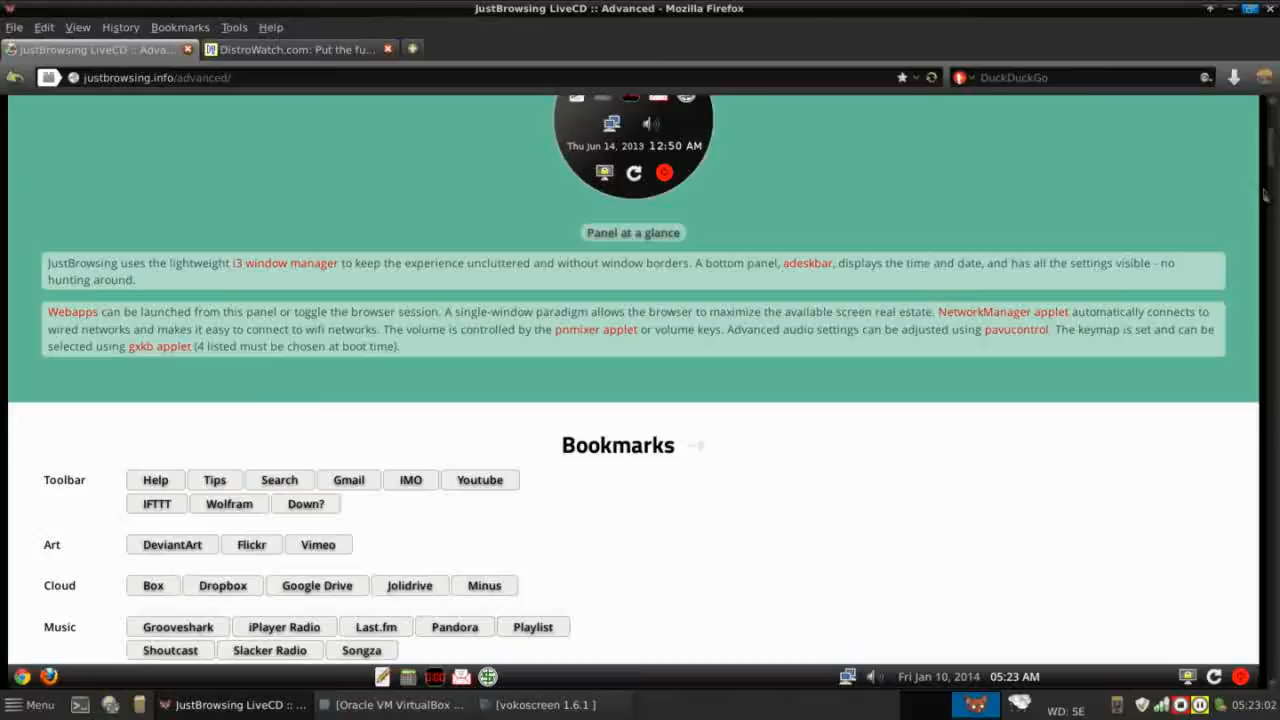 JustBrowsing LiveCD :: Advanced - Mozilla Firefox
File Edit View History Bookmarks Tools Help
JustBrowsing LiveCD :: Adva... DistroWatch.com: Put the fu...
justbrowsing.info/advanced/ DuckDuckGo
Thu Jun 14, 2013 12:50 AM
Panel at a glance
JustBrowsing uses the lightweight i3 window manager to keep the experience uncluttered and without window borders. A bottom panel, adeskbar, displays the time and date, and has all the settings visible - no
hunting around.
Webapps can be launched from this panel or toggle the browser session. A single-window paradigm allows the browser to maximize the available screen real estate. NetworkManager applet automatically connects to
wired networks and makes it easy to connect to wifi networks. The volume is controlled by the pnmixer applet or volume keys. Advanced audio settings can be adjusted using pavucontrol. The keymap is set and can be
selected using gxkb applet (4 listed must be chosen at boot time).
Bookmarks
Toolbar Help Tips Search Gmail IMO Youtube
IFTTT Wolfram Down?
Art DeviantArt Flickr Vimeo
Cloud Box Dropbox Google Drive Jolidrive Minus
Music Grooveshark iPlayer Radio Last.fm Pandora Playlist
Shoutcast Slacker Radio Songza
Fri Jan 10, 2014 05:23 AM
Menu JustBrowsing LiveCD :: ... [Oracle VM VirtualBox ... [vokoscreen 1.6.1 ] WD: SE 05:23:02